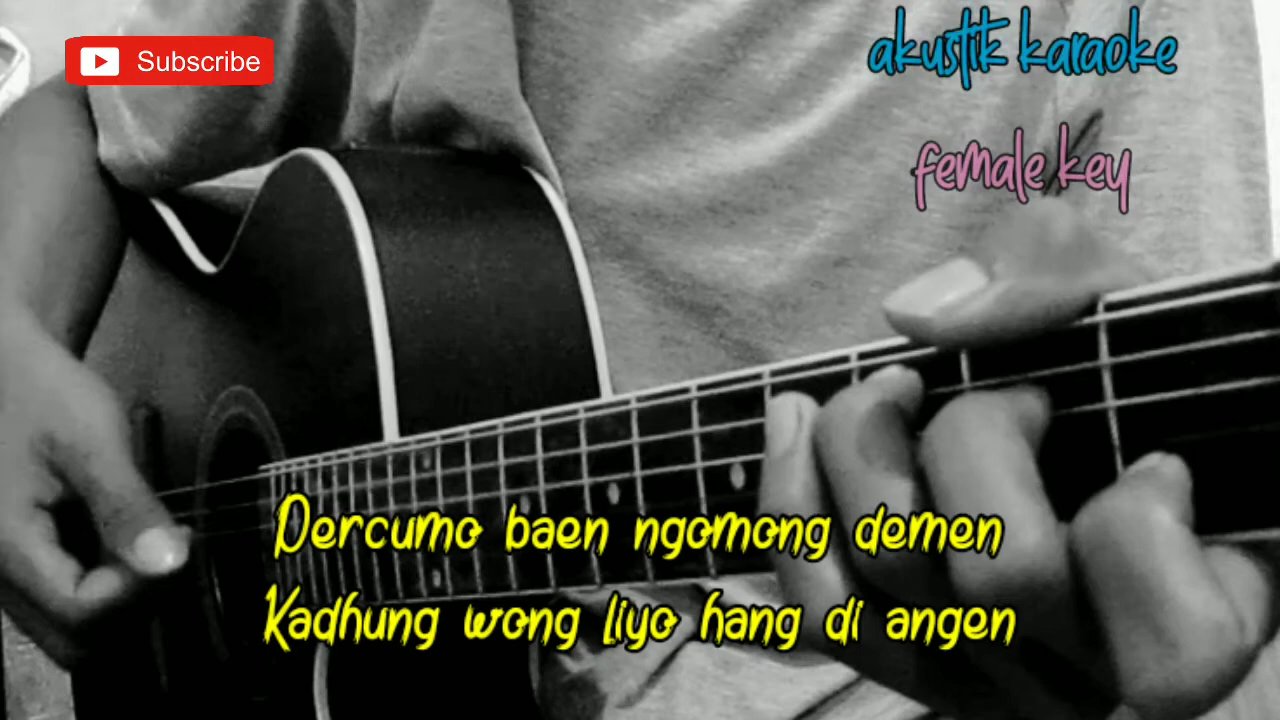 Subscribe
akustik karaoke
female key
Percumo baen ngomong demen
Kadhung wong liyo hang di angen